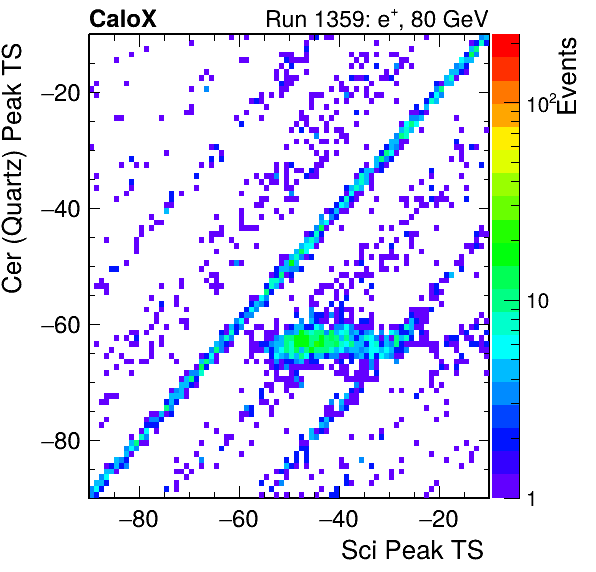 CaloX Run 1359: e⁺, 80 GeV
Cer (Quartz) Peak TS
−20
−40
−60
−80
−80 −60 −40 −20
Sci Peak TS
Events
10²
10
1